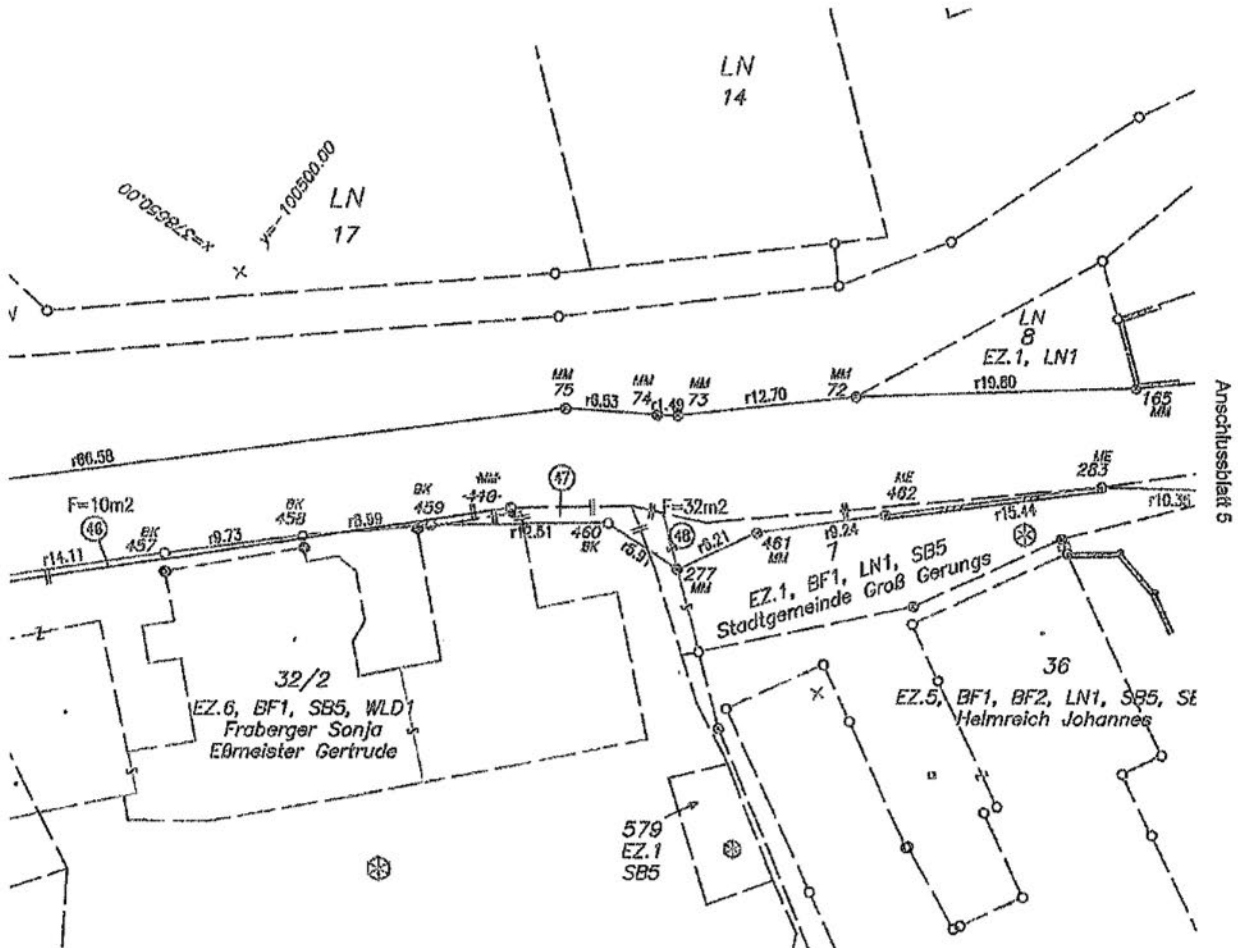 LN
14
x=378650.00
y=-100500.00
LN
17
LN
8
EZ.1, LN1
MM
75
r6.53
MM
74
r1.49
MM
73
r12.70
MM
72
r19.80
165
MM
Anschlussblatt 5
r66.58
F=10m2
46
r14.11
BK
457
r9.73
BK
458
r8.99
BK
459
MM
47
r12.51
460
BK
r5.97
F=32m2
48
277
MM
r6.21
461
MM
r9.24
ME
462
r15.44
ME
283
r10.35
7
EZ.1, BF1, LN1, SB5
Stadtgemeinde Groß Gerungs
32/2
EZ.6, BF1, SB5, WLD1
Fraberger Sonja
Eßmeister Gertrude
36
EZ.5, BF1, BF2, LN1, SB5,
Helmreich Johannes
579
EZ.1
SB5